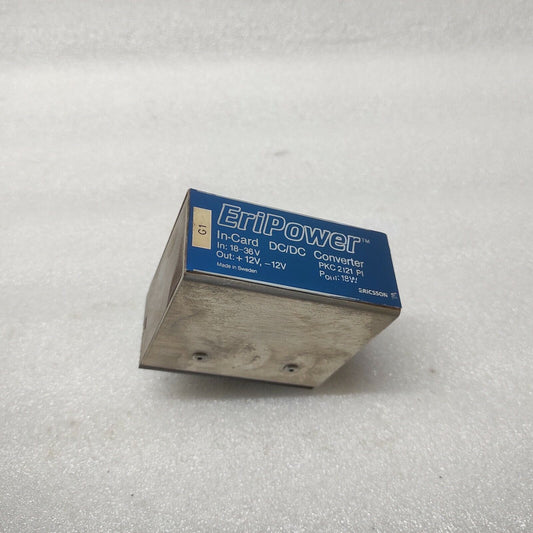 G1
EriPower™
In-Card DC/DC Converter
In: 18-36V PKC 2121 PI
Out: +12V, -12V Pout: 18W
Made in Sweden
ERICSSON